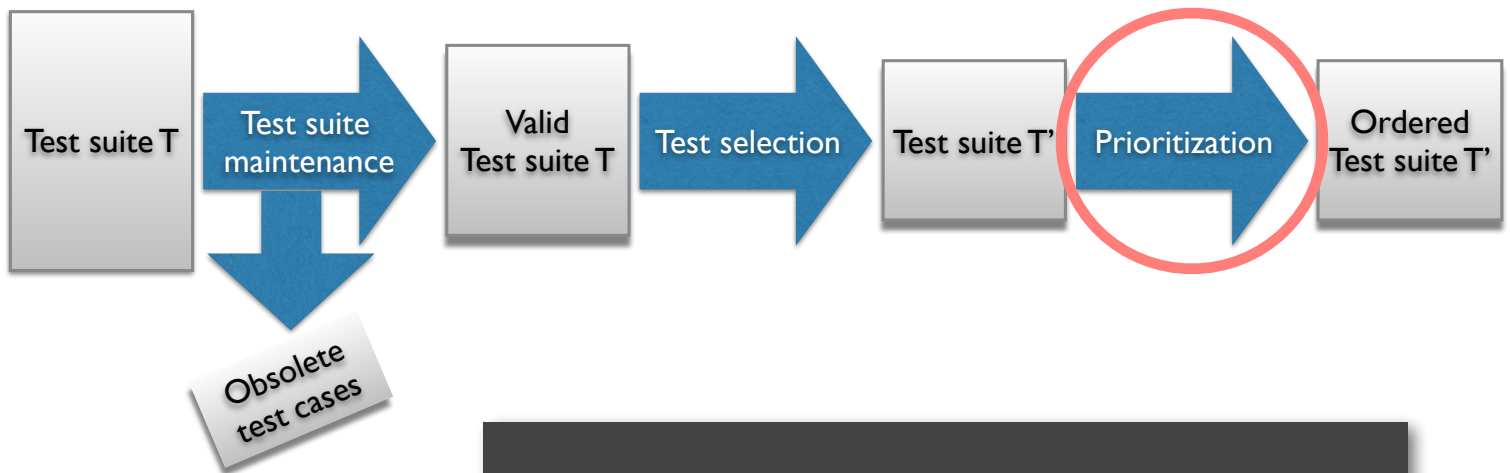 Test suite T
Test suite
maintenance
Valid
Test suite T
Test selection
Test suite T’
Prioritization
Ordered
Test suite T’
Obsolete
test cases